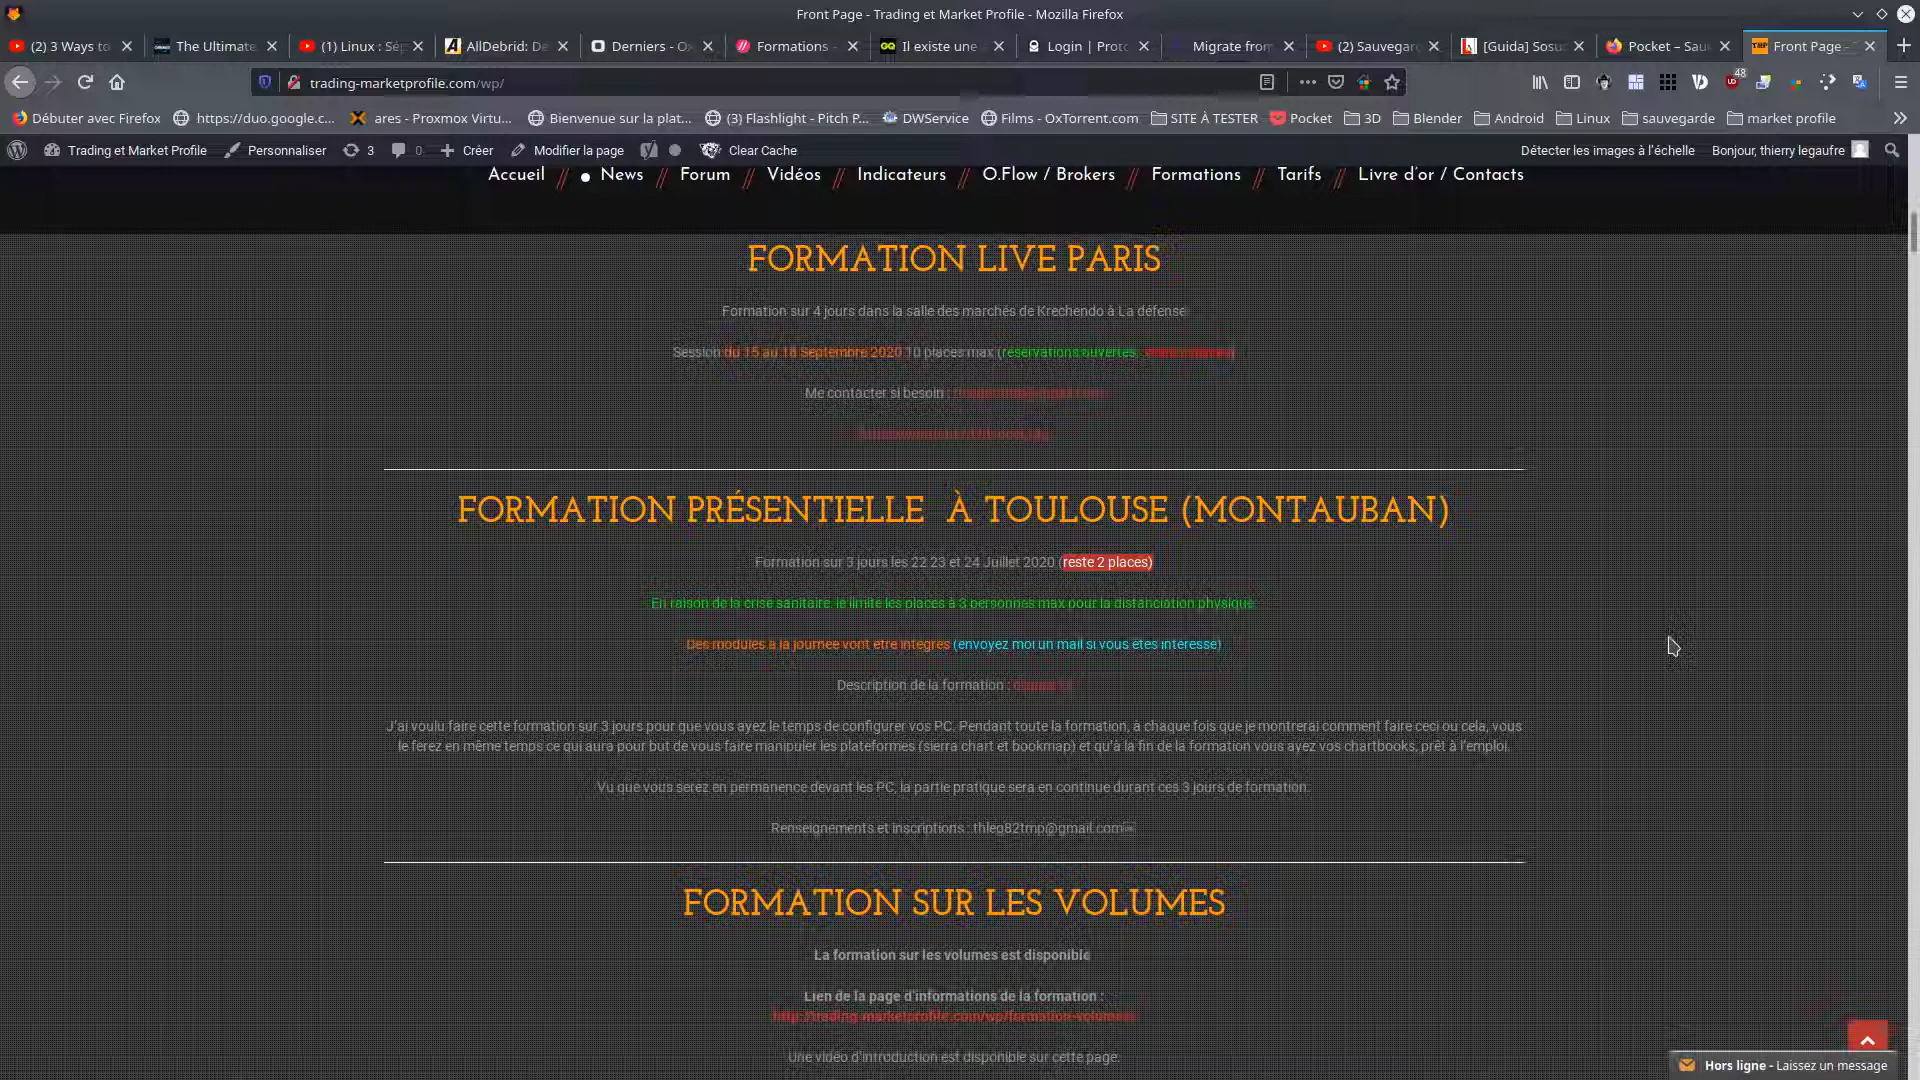 Front Page - Trading et Market Profile - Mozilla Firefox
(2) 3 Ways to
The Ultimate
(1) Linux : Sép
AllDebrid: De
Derniers - Ox
Formations -
GQ Il existe une
Login | Proto
Migrate from
(2) Sauvegar
[Guida] Sosu
Pocket – Sau
TMP Front Page -
trading-marketprofile.com/wp/
48
Débuter avec Firefox
https://duo.google.c...
ares - Proxmox Virtu...
Bienvenue sur la plat...
(3) Flashlight - Pitch P...
DWService
Films - OxTorrent.com
SITE À TESTER
Pocket
3D
Blender
Android
Linux
sauvegarde
market profile
Trading et Market Profile
Personnaliser
3
0
Créer
Modifier la page
Clear Cache
Détecter les images à l'échelle
Bonjour, thierry legaufre
Accueil // News // Forum // Vidéos // Indicateurs // O.Flow / Brokers // Formations // Tarifs // Livre d'or / Contacts
FORMATION LIVE PARIS
Formation sur 4 jours dans la salle des marchés de Krechendo à La défense
Session du 15 au 18 Septembre 2020 10 places max (réservations ouvertes,
Me contacter si besoin :
FORMATION PRÉSENTIELLE À TOULOUSE (MONTAUBAN)
Formation sur 3 jours les 22 23 et 24 Juillet 2020 (reste 2 places)
En raison de la crise sanitaire, je limite les places à 3 personnes max pour la distanciation physique.
Des modules à la journée vont être intégrés (envoyez moi un mail si vous êtes intéressé)
Description de la formation :
J'ai voulu faire cette formation sur 3 jours pour que vous ayez le temps de configurer vos PC. Pendant toute la formation, à chaque fois que je montrerai comment faire ceci ou cela, vous
le ferez en même temps ce qui aura pour but de vous faire manipuler les plateformes (sierra chart et bookmap) et qu'à la fin de la formation vous ayez vos chartbooks, prêt à l'emploi.
Vu que vous serez en permanence devant les PC, la partie pratique sera en continue durant ces 3 jours de formation.
Renseignements et inscriptions : thleg82tmp@gmail.com
FORMATION SUR LES VOLUMES
La formation sur les volumes est disponible
Lien de la page d'informations de la formation :
http://trading-marketprofile.com/wp/formation-volumes
Une vidéo d'introduction est disponible sur cette page.
Hors ligne - Laissez un message